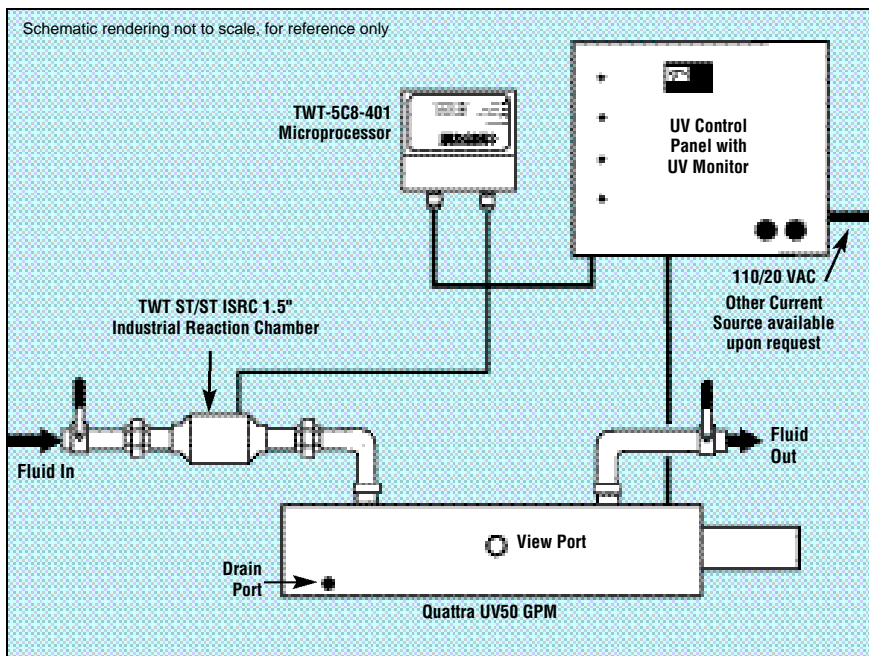 Schematic rendering not to scale, for reference only
TWT-5C8-401
Microprocessor
UV Control
Panel with
UV Monitor
110/20 VAC
Other Current
Source available
upon request
TWT ST/ST ISRC 1.5"
Industrial Reaction Chamber
Fluid In
Fluid
Out
View Port
Drain
Port
Quattra UV50 GPM